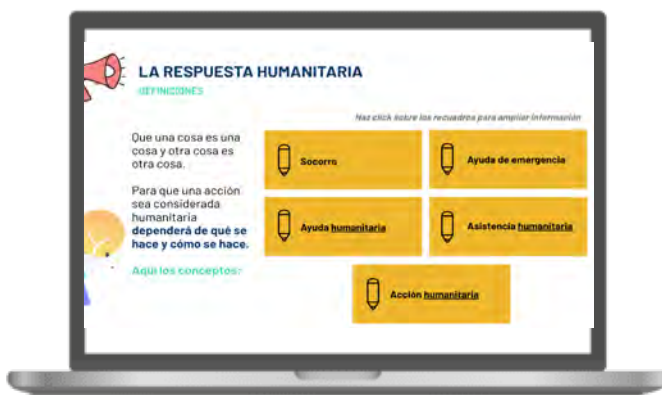 LA RESPUESTA HUMANITARIA
DEFINICIONES
Haz click sobre los recuadros para ampliar información
Que una cosa es una
cosa y otra cosa es
otra cosa.
Para que una acción
sea considerada
humanitaria
dependerá de qué se
hace y cómo se hace.
Aquí los conceptos:
Socorro
Ayuda de emergencia
Ayuda humanitaria
Asistencia humanitaria
Acción humanitaria